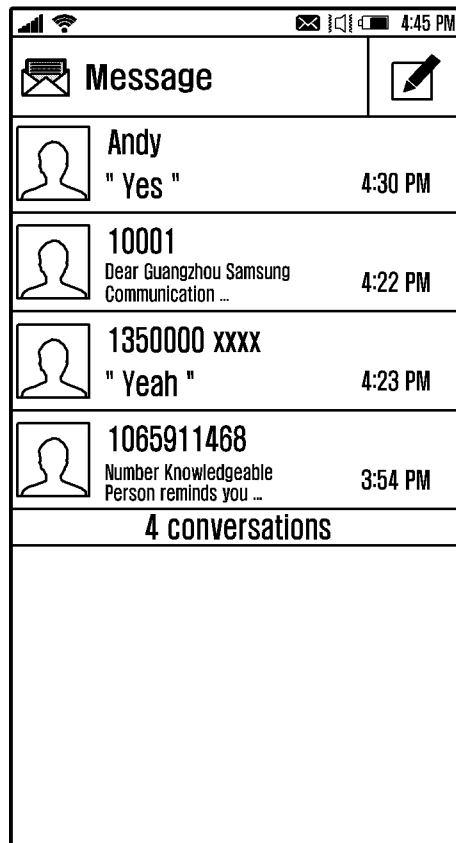 4:45 PM
Message
Andy
" Yes "
4:30 PM
10001
Dear Guangzhou Samsung
Communication ...
4:22 PM
1350000 xxxx
" Yeah "
4:23 PM
1065911468
Number Knowledgeable
Person reminds you ...
3:54 PM
4 conversations